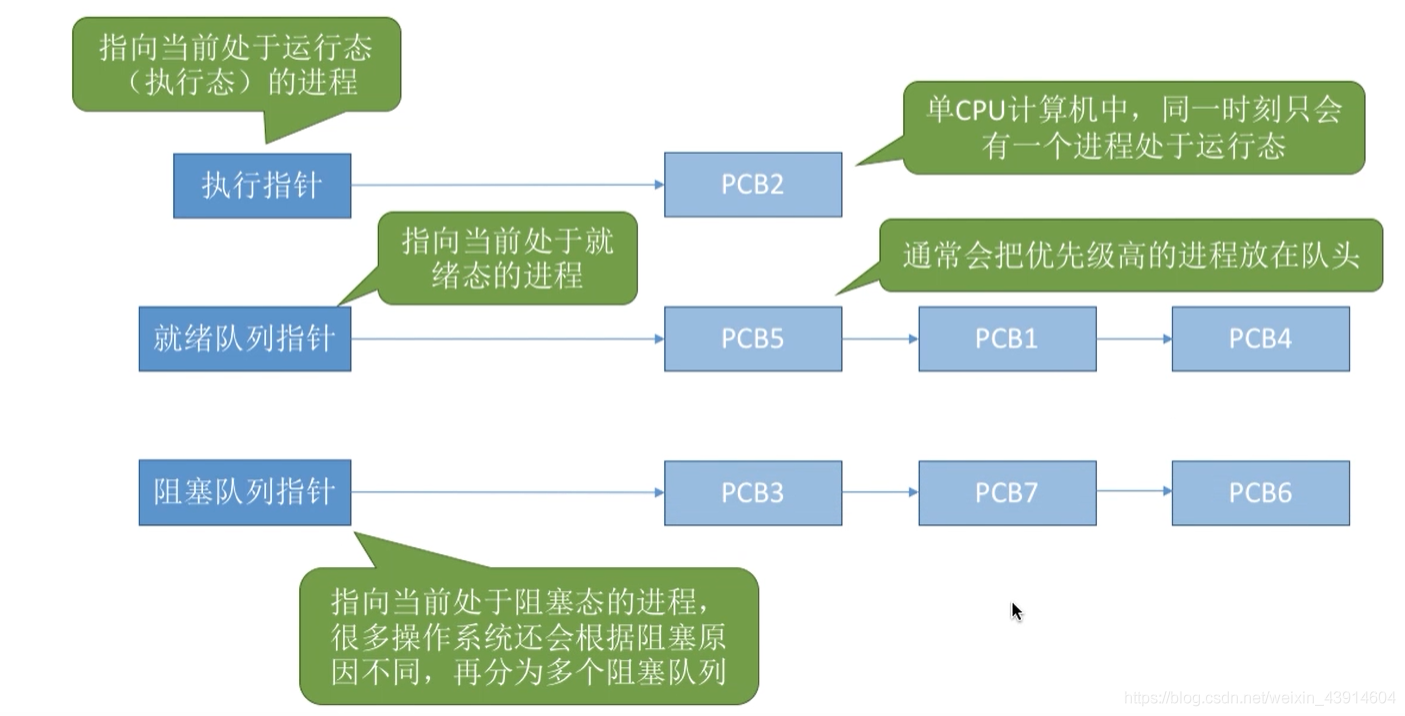 指向当前处于运行态
（执行态）的进程
单CPU计算机中，同一时刻只会
有一个进程处于运行态
执行指针
PCB2
指向当前处于就
绪态的进程
通常会把优先级高的进程放在队头
就绪队列指针
PCB5
PCB1
PCB4
阻塞队列指针
PCB3
PCB7
PCB6
指向当前处于阻塞态的进程，
很多操作系统还会根据阻塞原
因不同，再分为多个阻塞队列
https://blog.csdn.net/weixin_43914604